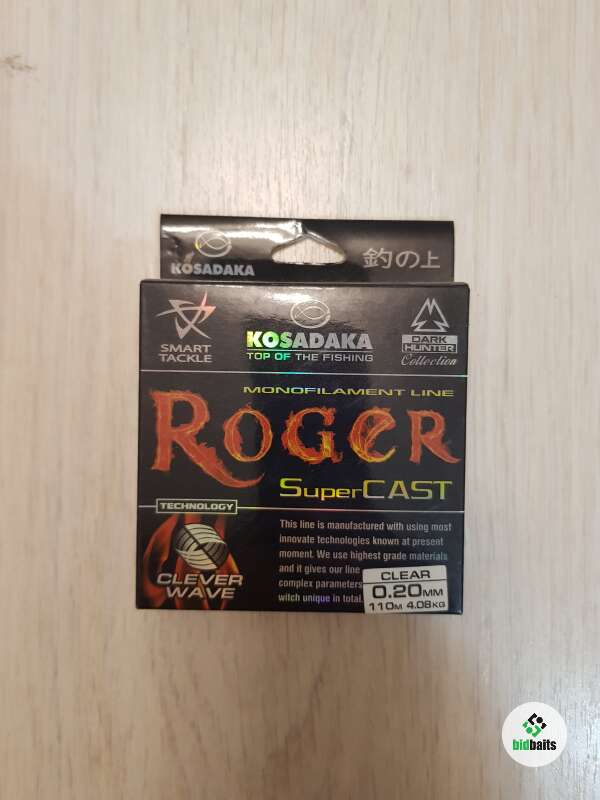 KOSADAKA
釣の上
SMART
TACKLE
KOSADAKA
TOP OF THE FISHING
DARK
HUNTER
Collection
MONOFILAMENT LINE
ROGER
SuperCAST
TECHNOLOGY
CLEVER
WAVE
This line is manufactured with using most
innovate technologies known at present
moment. We use highest grade materials
and it gives our line
complex parameters
witch unique in total.
CLEAR
0.20MM
110M 4.08KG
bidbaits